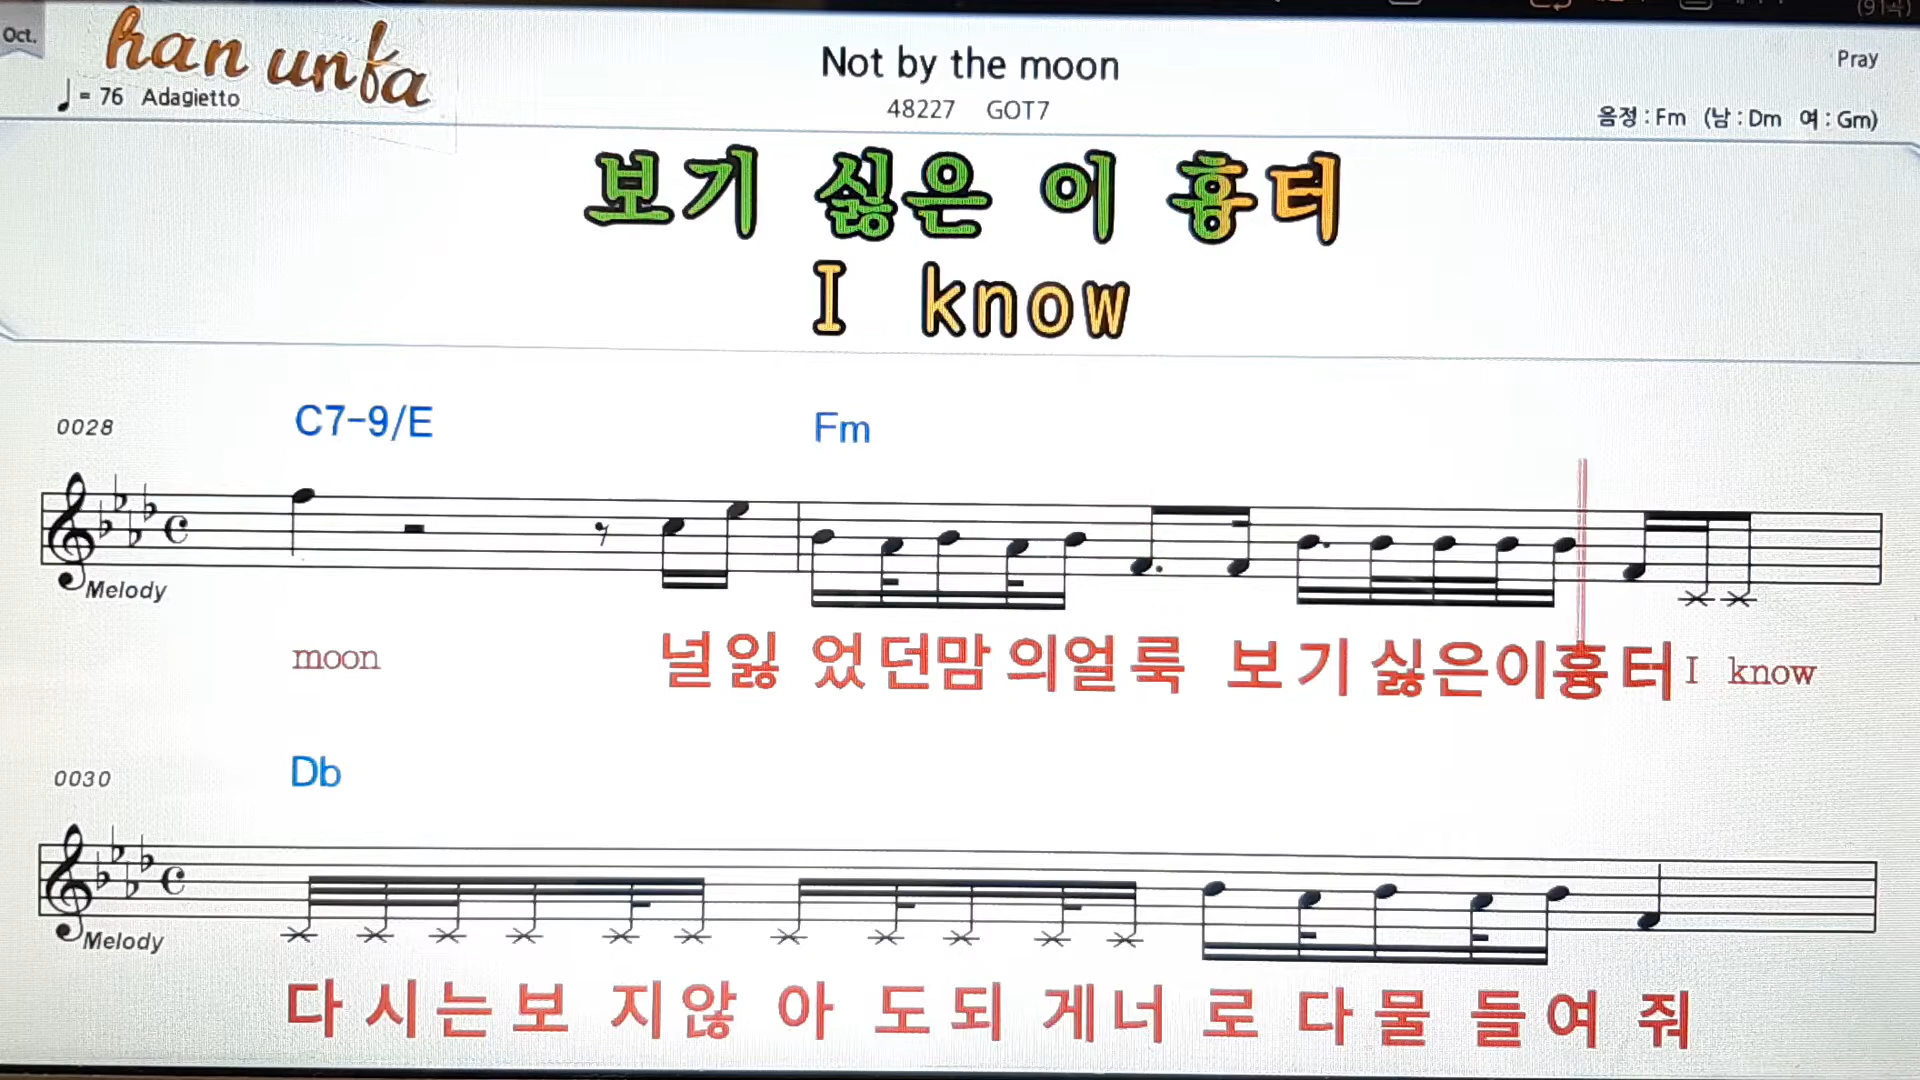 Oct.
han unfa
Not by the moon
Pray
♩= 76 Adagietto
48227 GOT7
음정 : Fm (남 : Dm 여 : Gm)
보기 싫은 이 흉터
I know
0028
C7-9/E Fm
Melody
moon 널잃 었던맘의얼룩 보기싫은이흉터 I know
0030
Db
Melody
다시는보 지않 아 도되 게너 로 다물 들여 줘